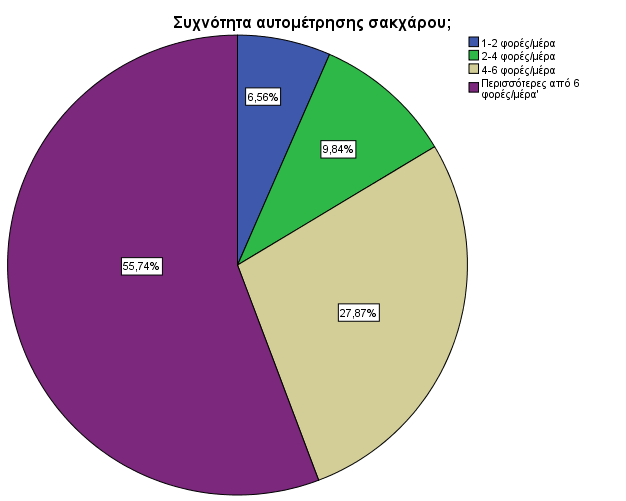 Συχνότητα αυτομέτρησης σακχάρου;
1-2 φορές/μέρα
2-4 φορές/μέρα
4-6 φορές/μέρα
Περισσότερες από 6
φορές/μέρα'
6,56%
9,84%
55,74%
27,87%